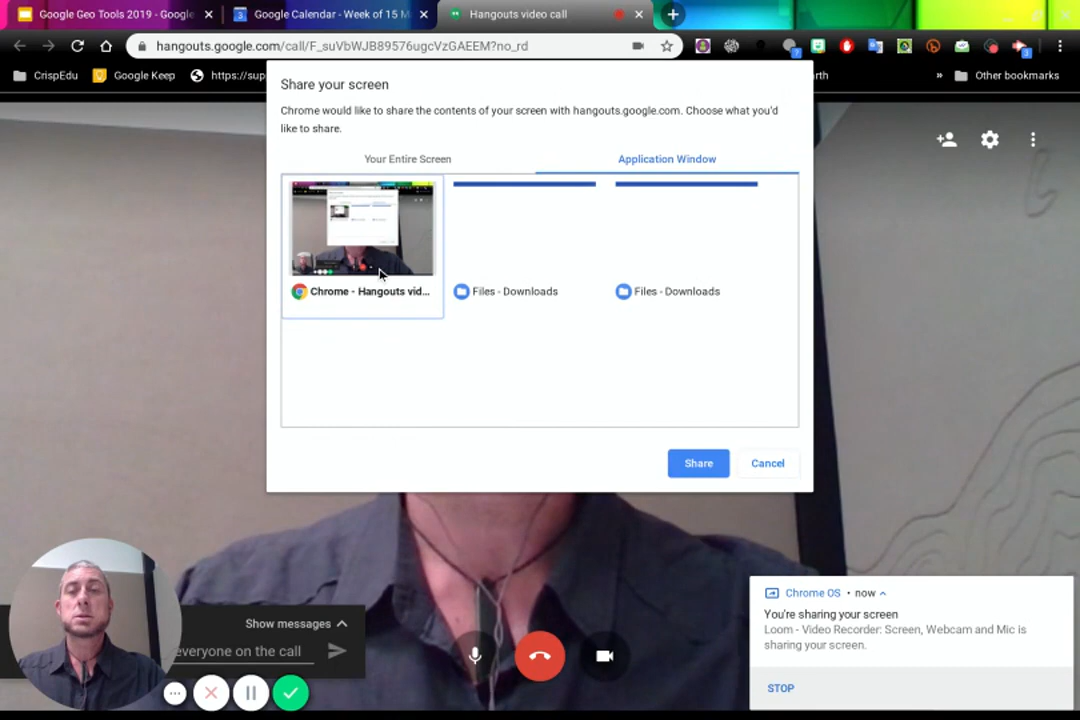 Google Geo Tools 2019 - Google
Google Calendar - Week of 15 M
Hangouts video call
hangouts.google.com/call/F_suVbWJB89576ugcVzGAEEM?no_rd
CrispEdu
Google Keep
https://sup
arth
»
Other bookmarks
Share your screen
Chrome would like to share the contents of your screen with hangouts.google.com. Choose what you'd
like to share.
Your Entire Screen
Application Window
Chrome - Hangouts vid...
Files - Downloads
Files - Downloads
Share
Cancel
Show messages
everyone on the call
Chrome OS • now
You're sharing your screen
Loom - Video Recorder: Screen, Webcam and Mic is
sharing your screen.
STOP